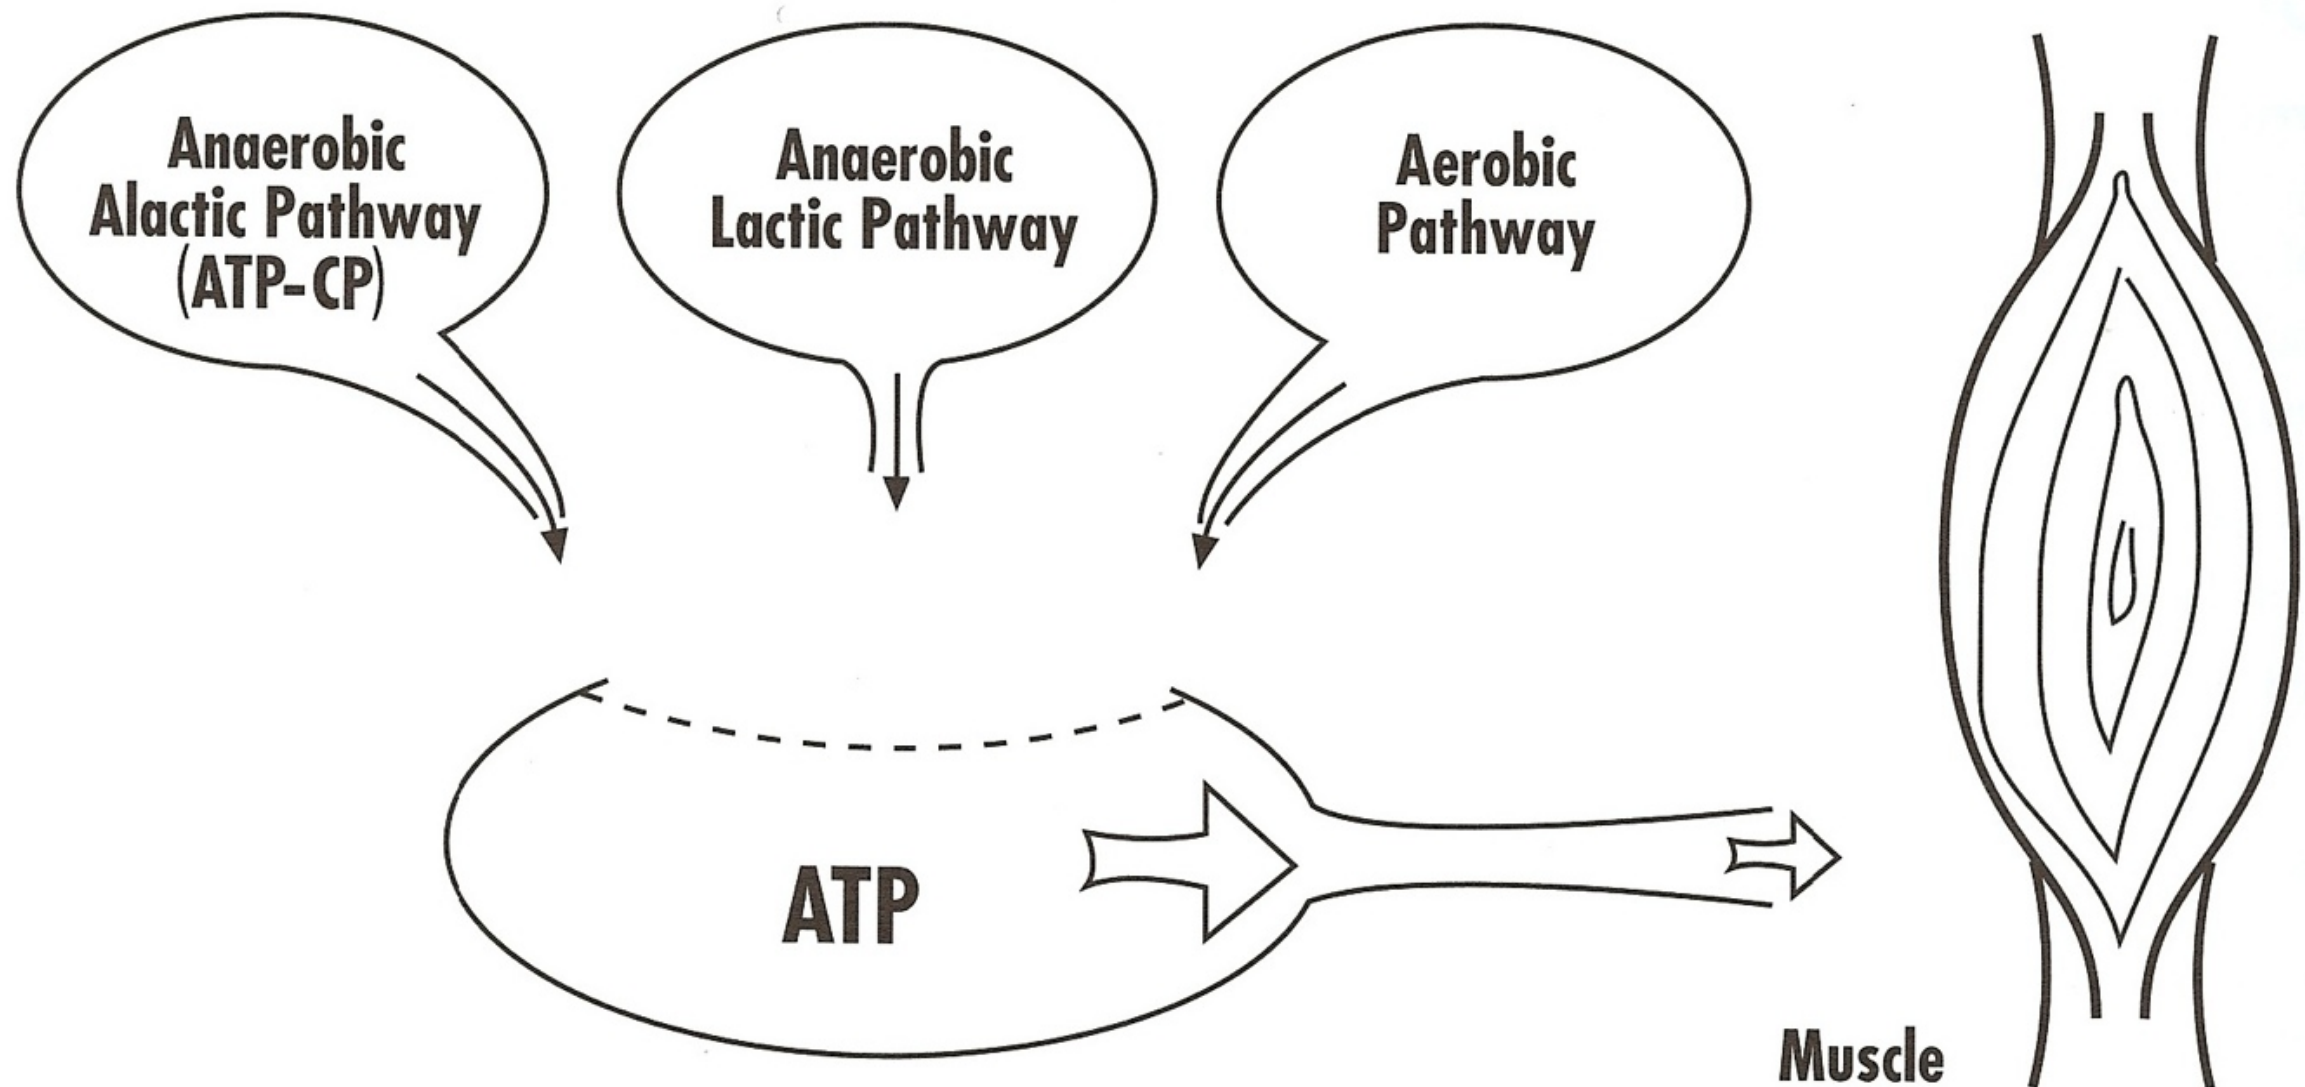 Anaerobic
Alactic Pathway
(ATP-CP)
Anaerobic
Lactic Pathway
Aerobic
Pathway
ATP
Muscle